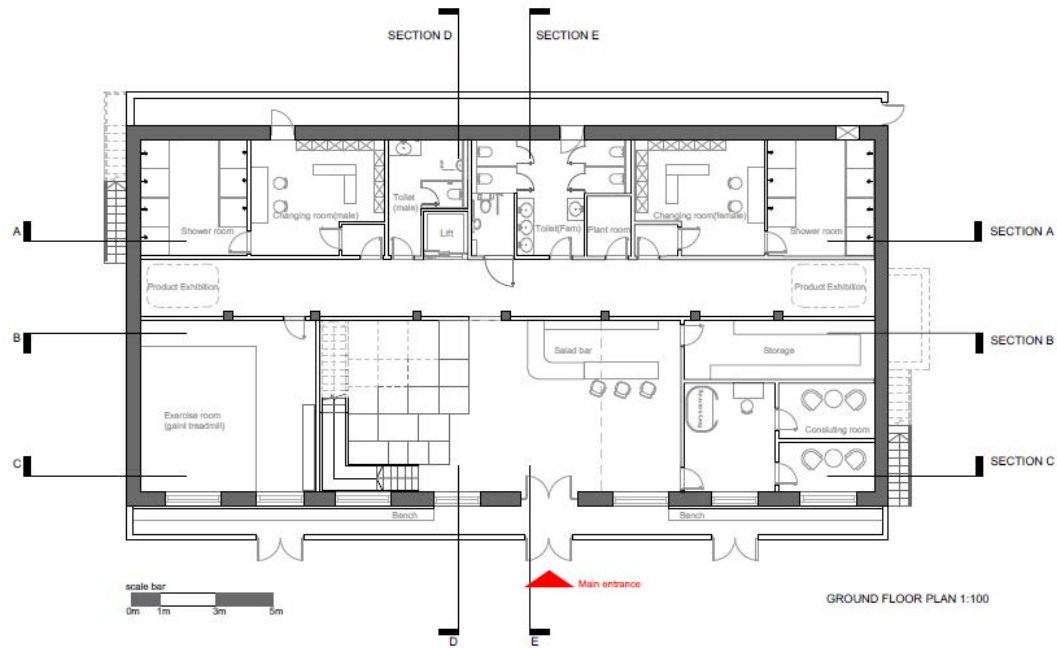 SECTION D
SECTION E
Changing room(male)
Toilet
(male)
Changing room(female)
Shower room
Lift
Toilet(Fem)
Plant room
Shower room
A
SECTION A
Product Exhibition
Product Exhibition
B
SECTION B
Salad bar
Storage
Exercise room
(gaint treadmill)
Consluting room
C
SECTION C
Bench
Bench
scale bar
0m
1m
3m
5m
Main entrance
GROUND FLOOR PLAN 1:100
D
E